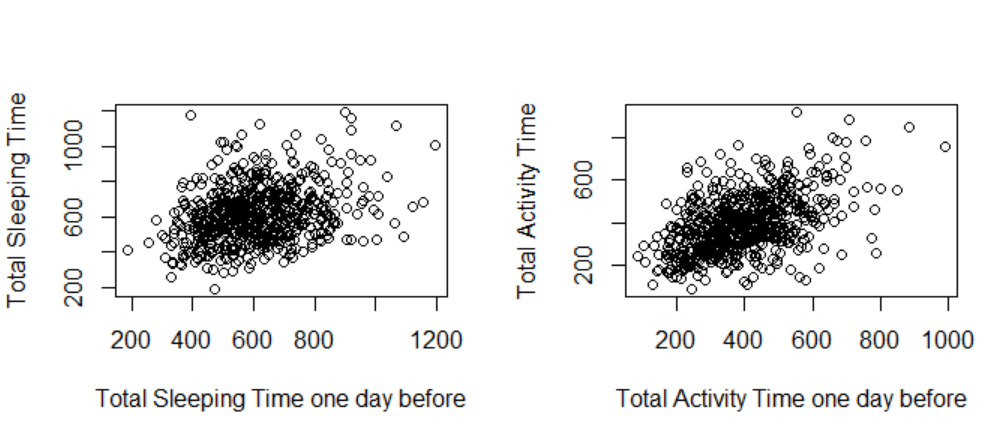 Total Sleeping Time
200 600 1000
200 400 600 800 1200
Total Sleeping Time one day before
Total Activity Time
200 600
200 400 600 800 1000
Total Activity Time one day before